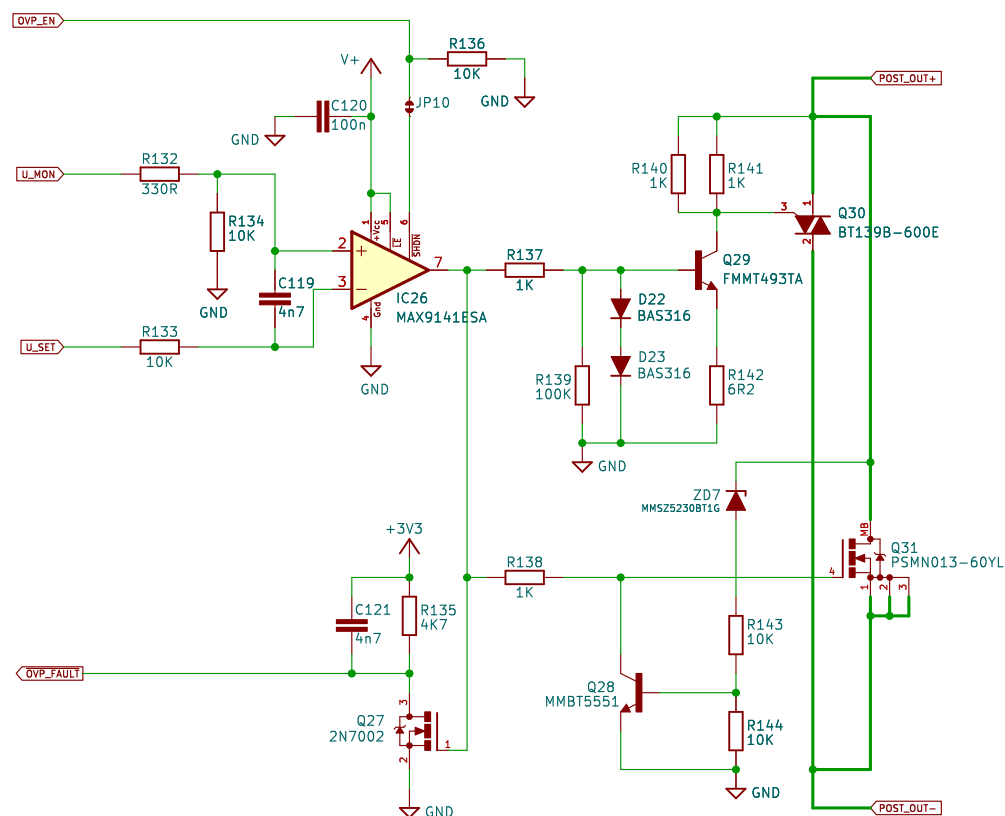 OVP_EN
R136
10K
GND
V+
JP10
C120
100n
GND
POST_OUT+
R132
330R
U_MON
R134
10K
GND
R140
1K
R141
1K
3
1
2
Q30
BT139B-600E
1
+Vcc
5
LE
6
SHDN
2
+
3
−
7
4
Gnd
IC26
MAX9141ESA
GND
C119
4n7
R133
10K
U_SET
R137
1K
Q29
FMMT493TA
D22
BAS316
D23
BAS316
R139
100K
R142
6R2
GND
ZD7
MMSZ5230BT1G
+3V3
R138
1K
MB
4
1
2
3
Q31
PSMN013-60YL
C121
4n7
R135
4K7
R143
10K
OVP_FAULT
Q28
MMBT5551
Q27
2N7002
3
1
2
R144
10K
GND
GND
POST_OUT-